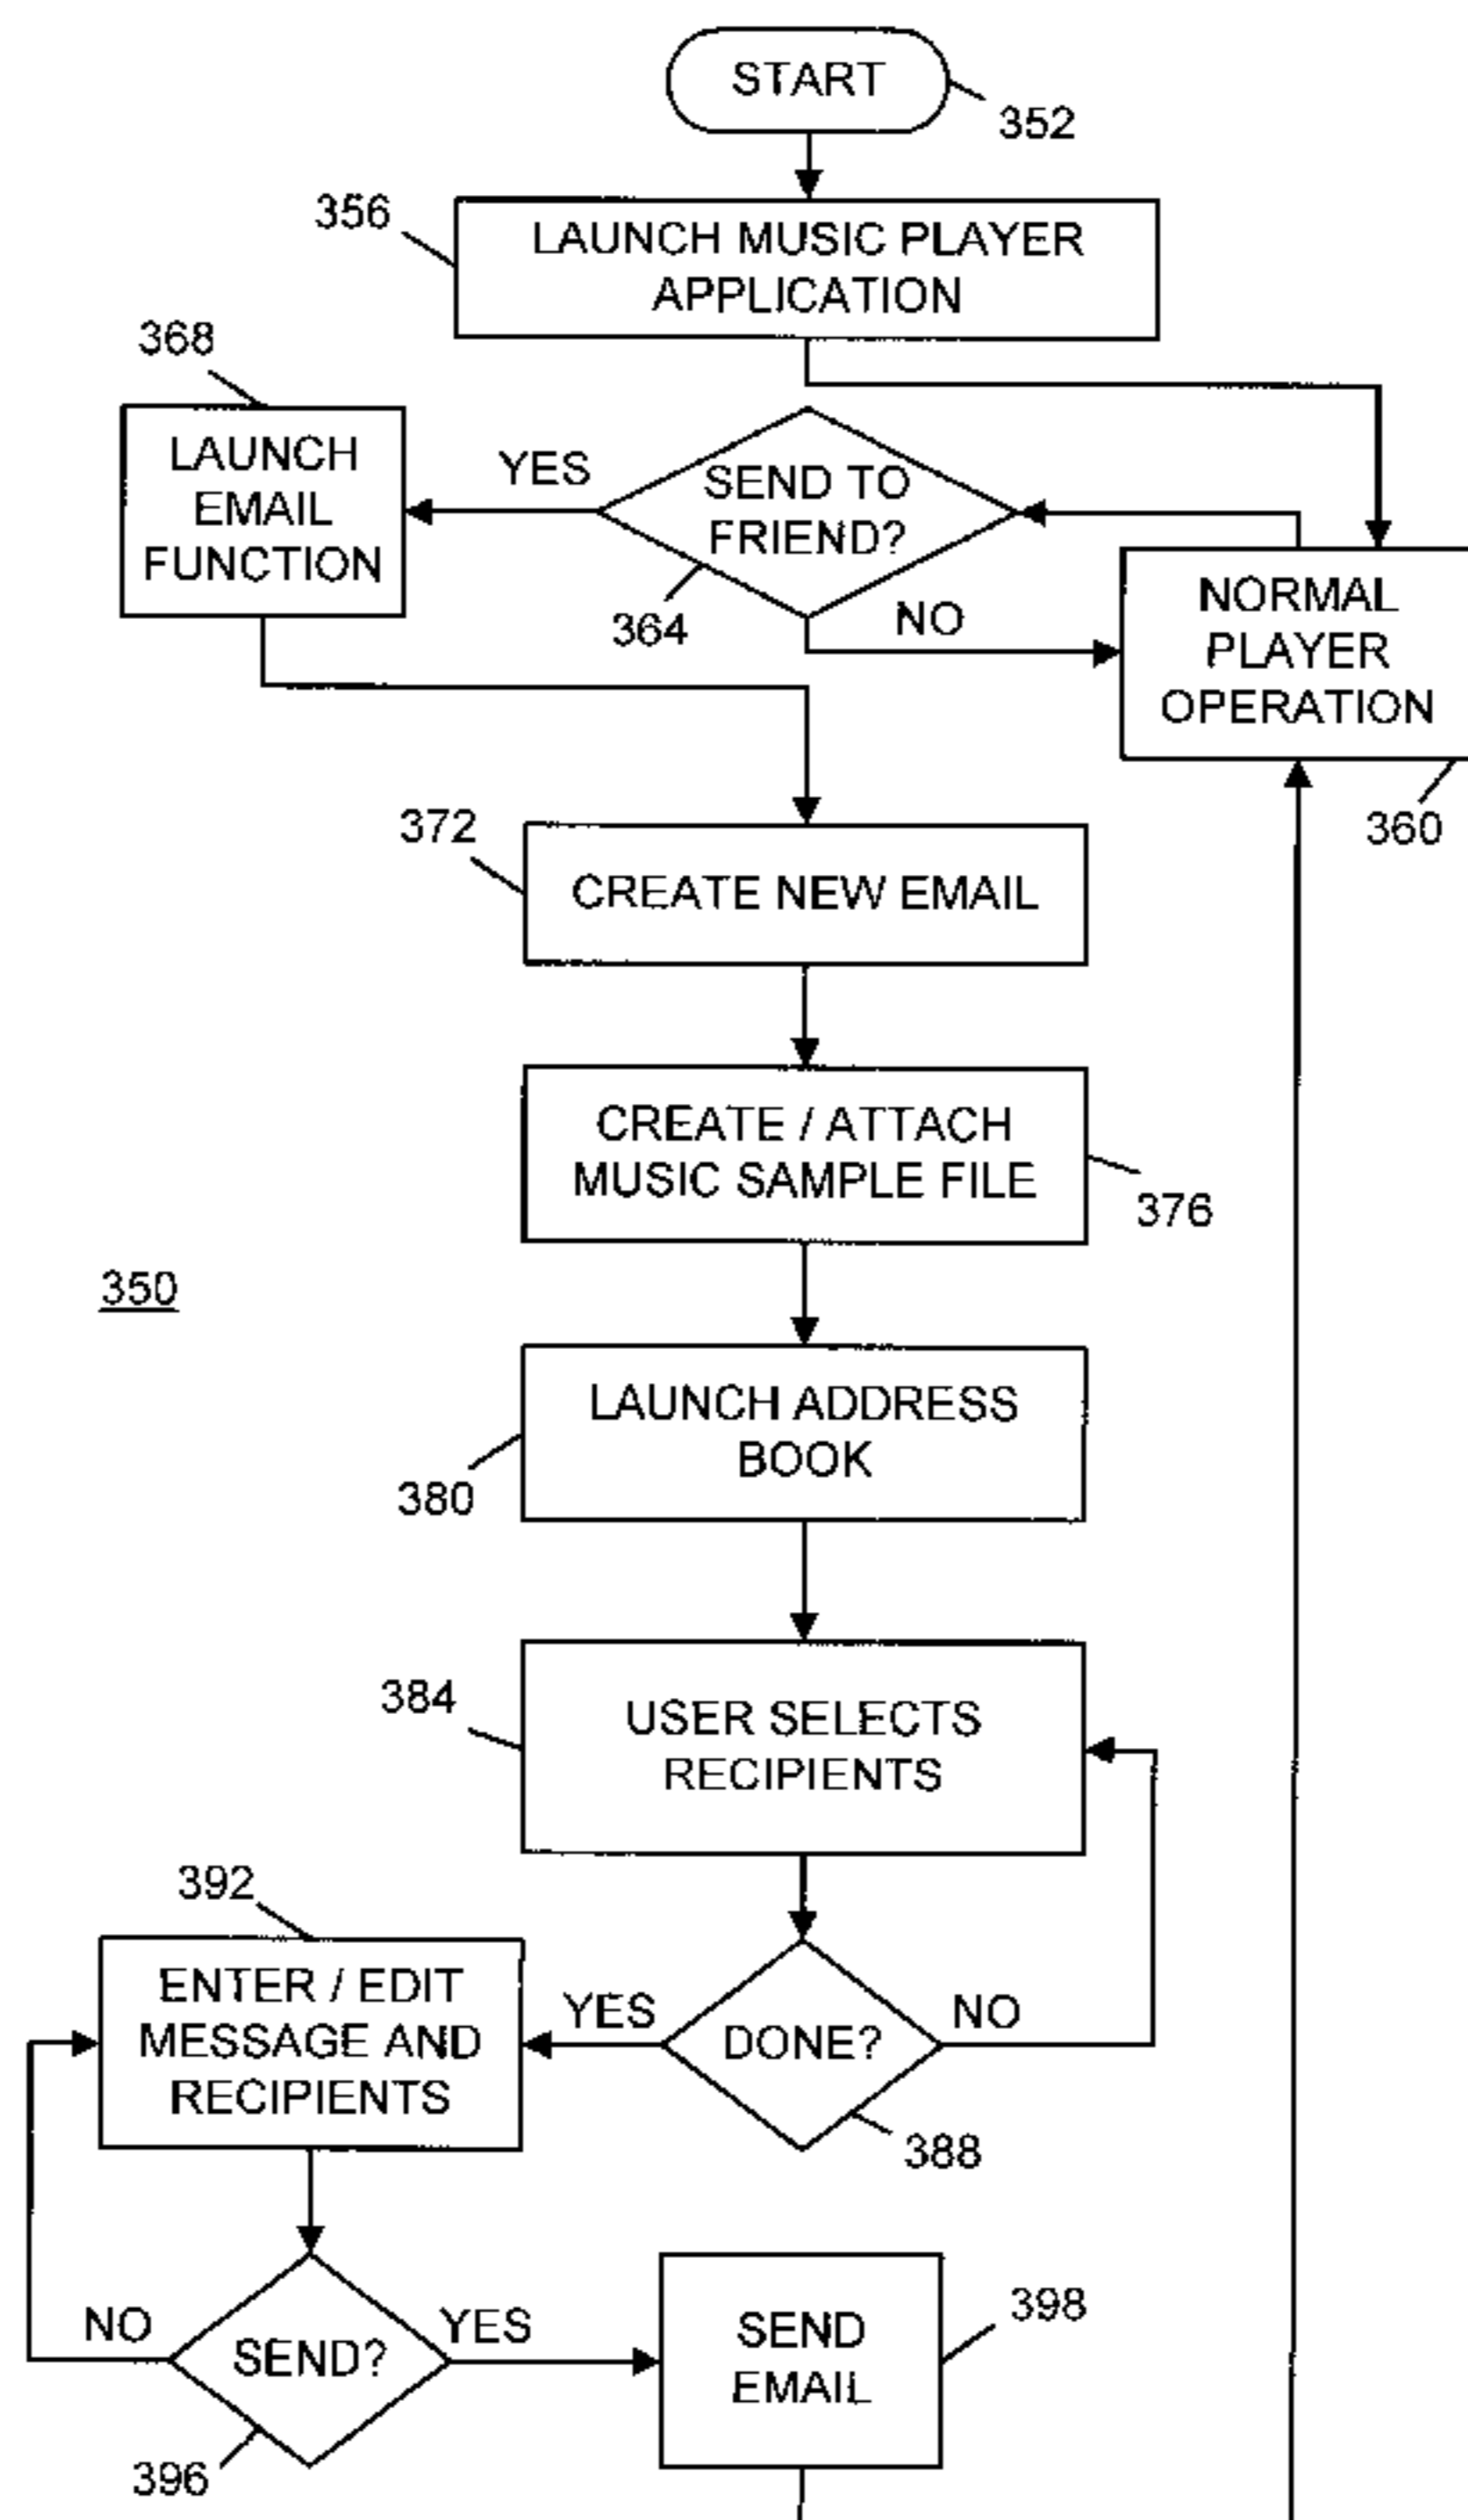 START
352
356
LAUNCH MUSIC PLAYER
APPLICATION
368
LAUNCH
EMAIL
FUNCTION
YES
SEND TO
FRIEND?
364
NO
NORMAL
PLAYER
OPERATION
360
372
CREATE NEW EMAIL
CREATE / ATTACH
MUSIC SAMPLE FILE
376
350
LAUNCH ADDRESS
BOOK
380
384
USER SELECTS
RECIPIENTS
392
ENTER / EDIT
MESSAGE AND
RECIPIENTS
YES
DONE?
NO
388
NO
SEND?
YES
396
SEND
EMAIL
398